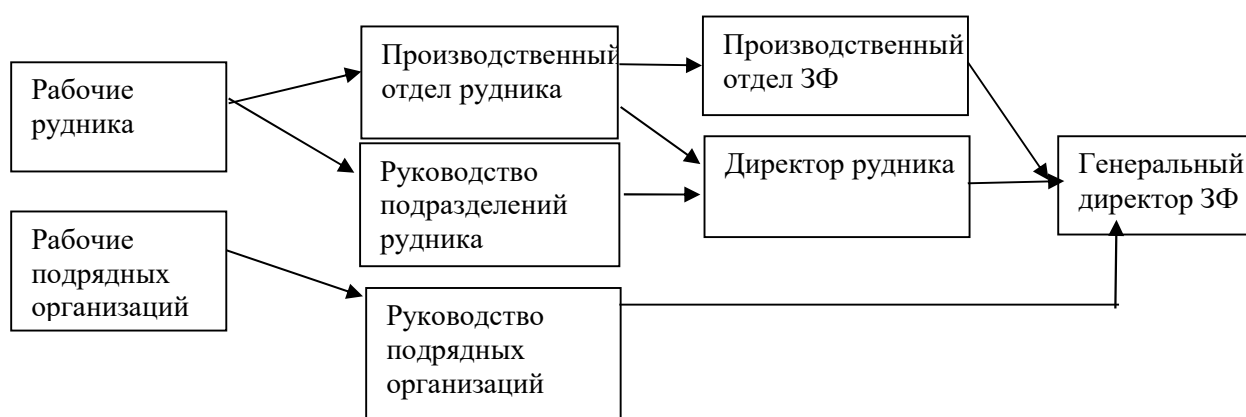 Рабочие
рудника
Производственный
отдел рудника
Производственный
отдел ЗФ
Руководство
подразделений
рудника
Директор рудника
Генеральный
директор ЗФ
Рабочие
подрядных
организаций
Руководство
подрядных
организаций